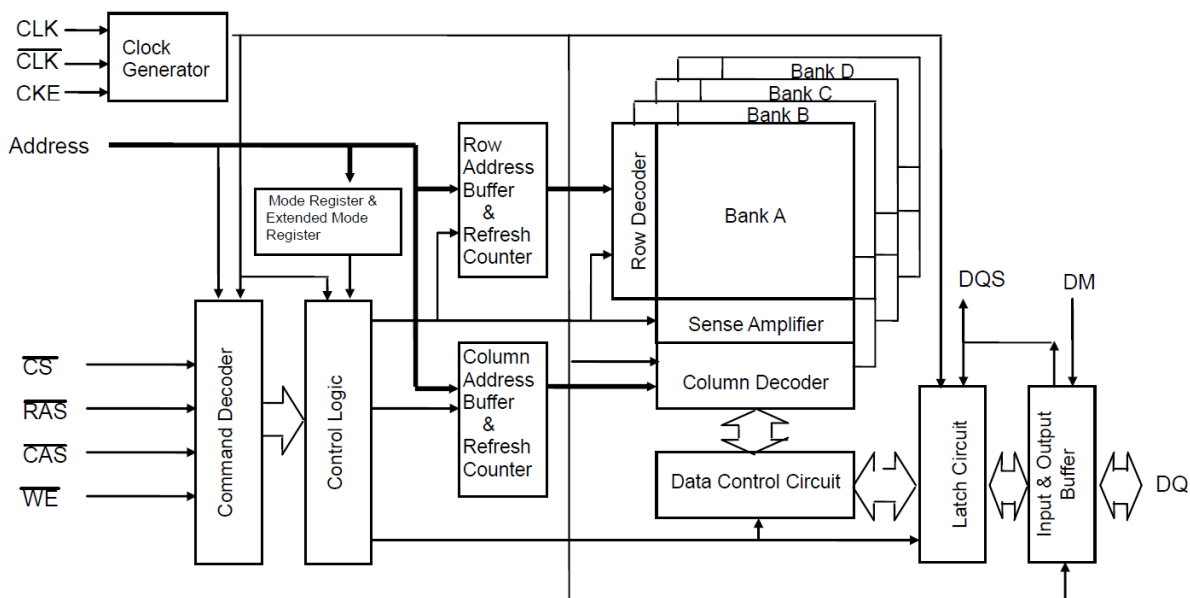 CLK
CLK
CKE
Clock
Generator
Address
Mode Register &
Extended Mode
Register
Row
Address
Buffer
&
Refresh
Counter
Row Decoder
Bank D
Bank C
Bank B
Bank A
Sense Amplifier
Column Decoder
Column
Address
Buffer
&
Refresh
Counter
CS
RAS
CAS
WE
Command Decoder
Control Logic
Data Control Circuit
Latch Circuit
Input & Output
Buffer
DQS
DM
DQ